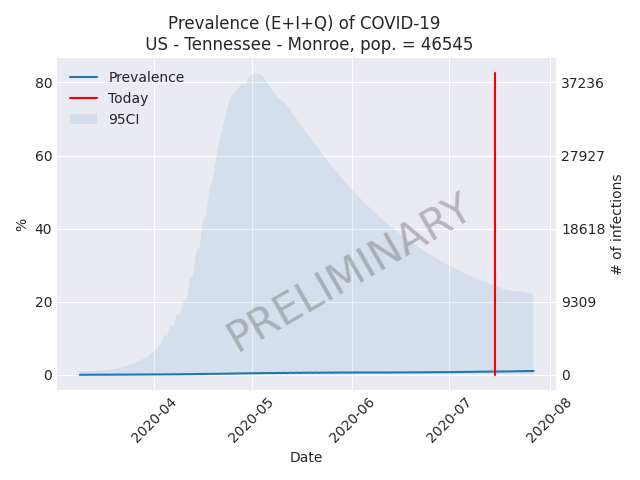 Prevalence (E+I+Q) of COVID-19
US - Tennessee - Monroe, pop. = 46545
Prevalence
Today
95CI
80
60
40
20
0
%
37236
27927
18618
9309
0
# of infections
PRELIMINARY
2020-04
2020-05
2020-06
2020-07
2020-08
Date